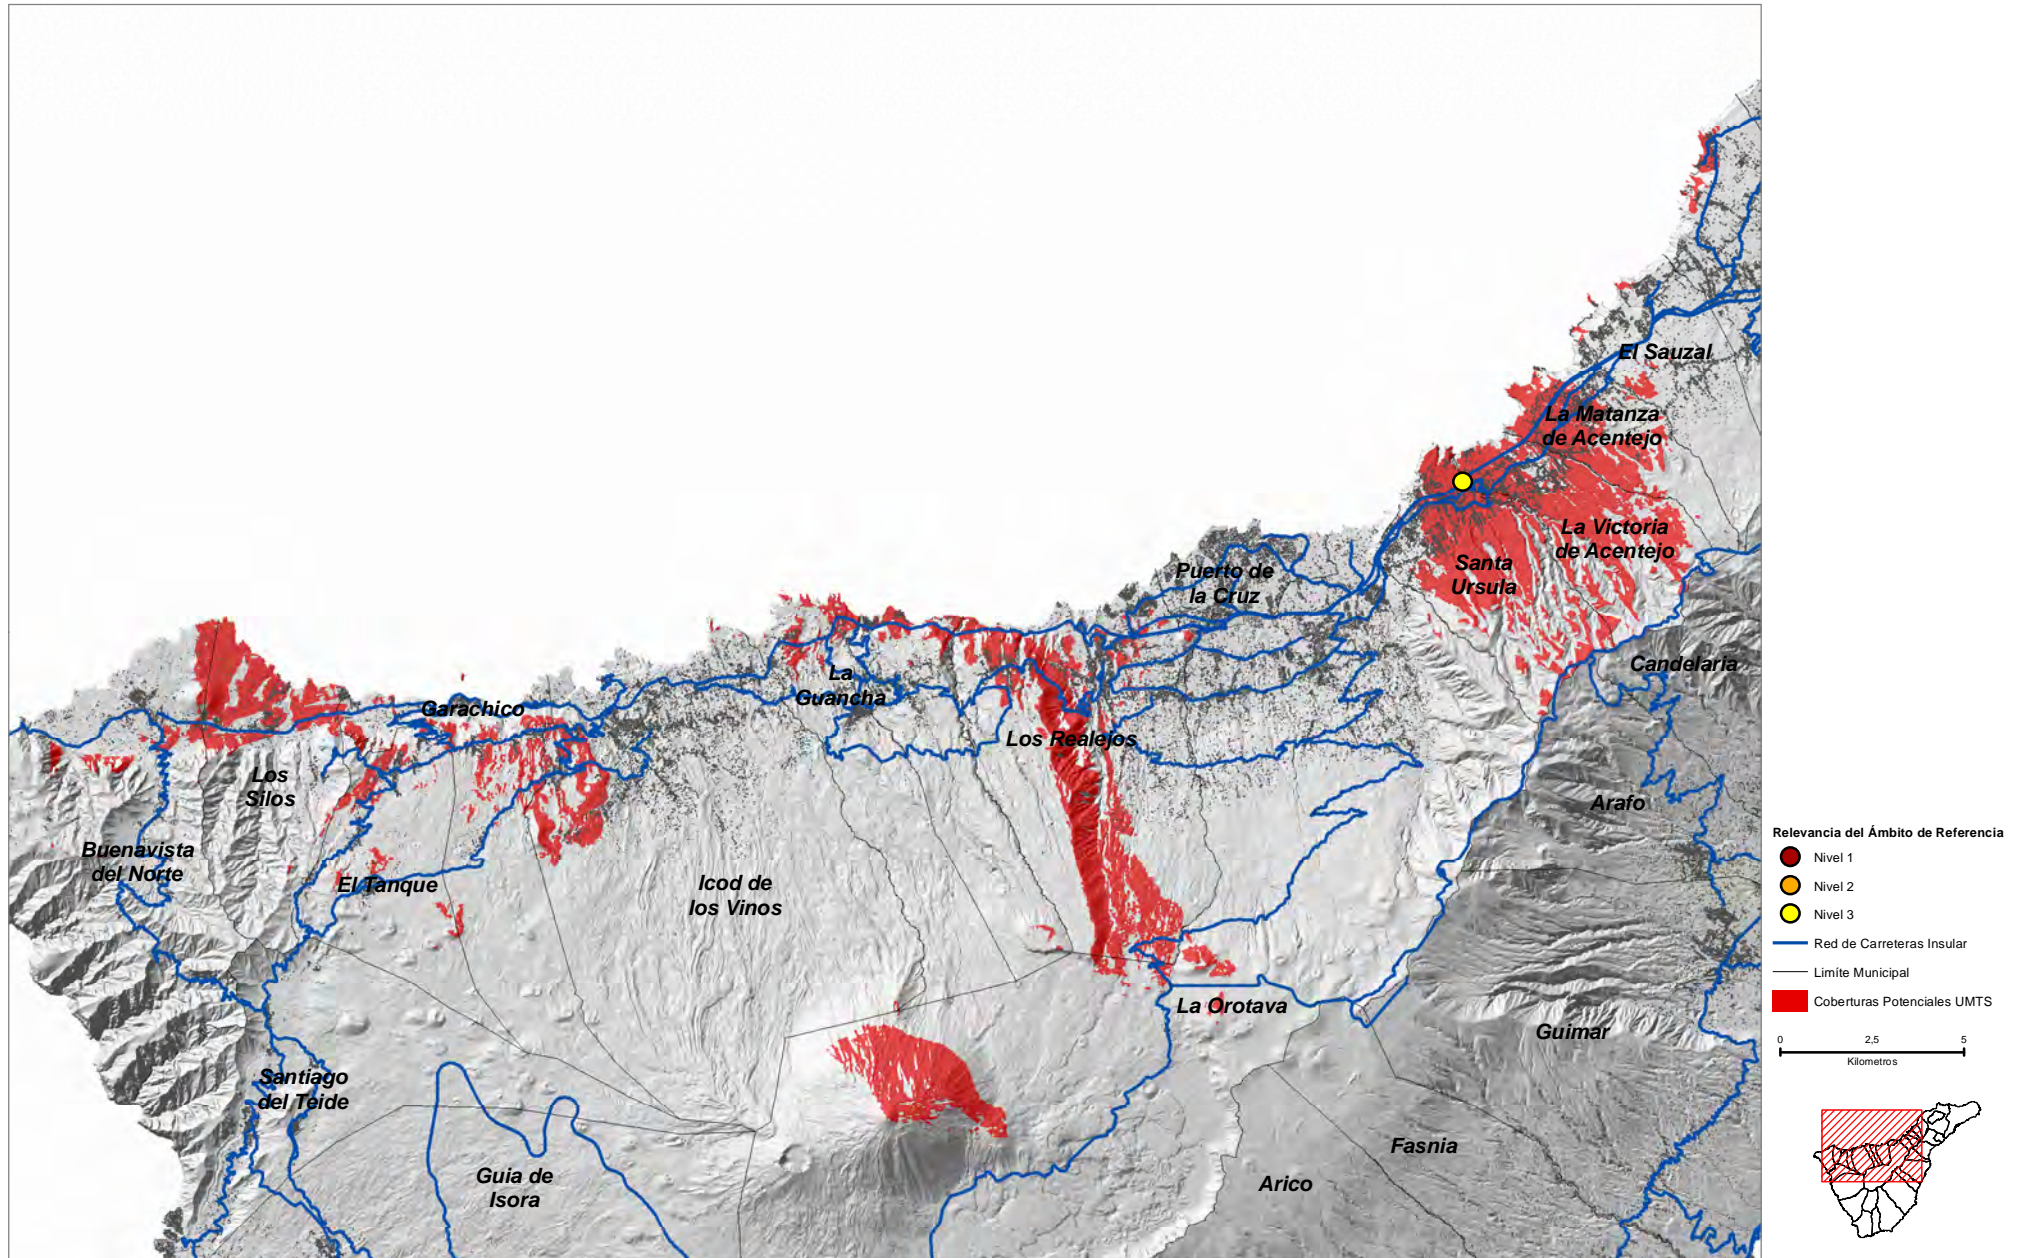 El Sauzal
La Matanza
de Acentejo
La Victoria
de Acentejo
Santa
Ursula
Puerto de
la Cruz
Candelaria
La
Guancha
Garachico
Los Realejos
Los
Silos
Arafo
Buenavista
del Norte
El Tanque
Icod de
los Vinos
La Orotava
Guimar
Santiago
del Teide
Fasnia
Guia de
Isora
Arico
Relevancia del Ámbito de Referencia
Nivel 1
Nivel 2
Nivel 3
Red de Carreteras Insular
Limíte Municipal
Coberturas Potenciales UMTS
0 2,5 5
Kilometros